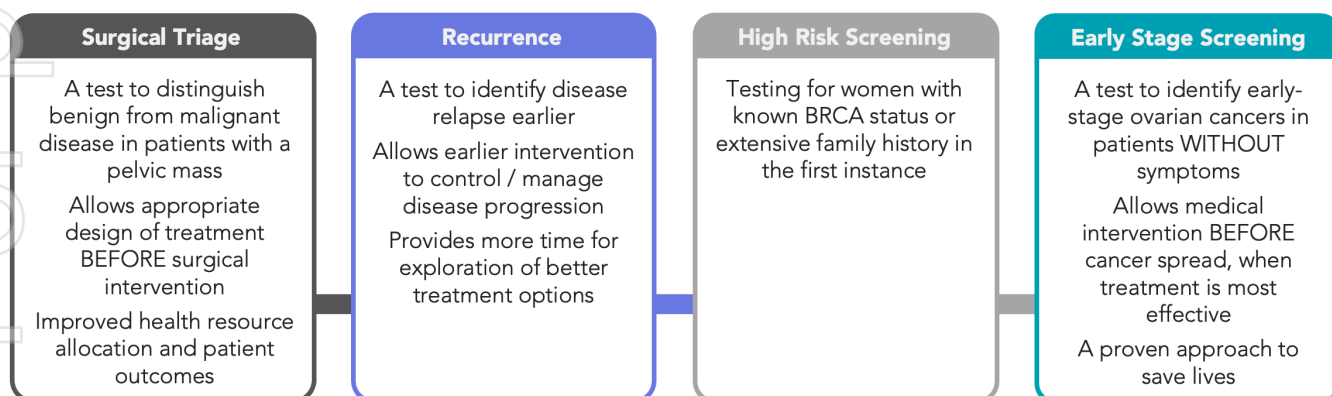 Surgical Triage
A test to distinguish
benign from malignant
disease in patients with a
pelvic mass
Allows appropriate
design of treatment
BEFORE surgical
intervention
Improved health resource
allocation and patient
outcomes
Recurrence
A test to identify disease
relapse earlier
Allows earlier intervention
to control / manage
disease progression
Provides more time for
exploration of better
treatment options
High Risk Screening
Testing for women with
known BRCA status or
extensive family history in
the first instance
Early Stage Screening
A test to identify early-
stage ovarian cancers in
patients WITHOUT
symptoms
Allows medical
intervention BEFORE
cancer spread, when
treatment is most
effective
A proven approach to
save lives